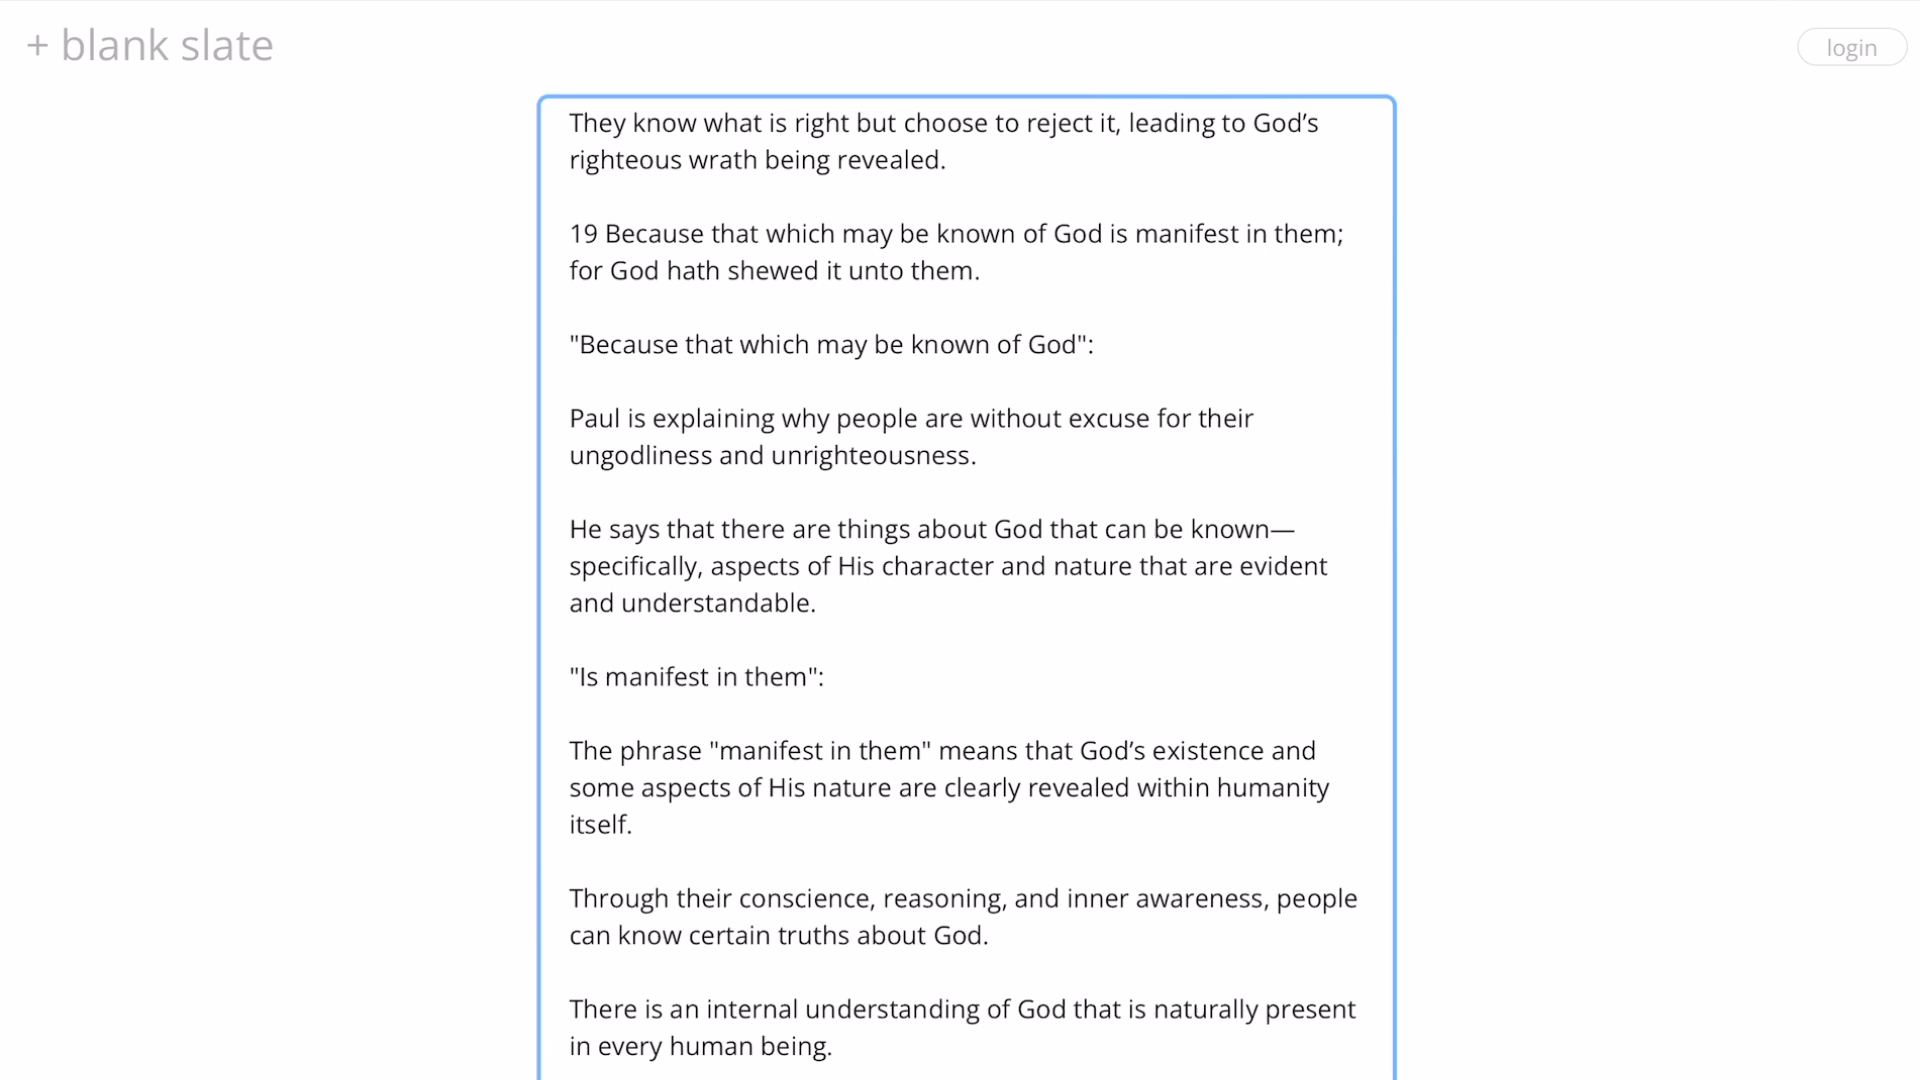 + blank slate
login
They know what is right but choose to reject it, leading to God’s
righteous wrath being revealed.
19 Because that which may be known of God is manifest in them;
for God hath shewed it unto them.
"Because that which may be known of God":
Paul is explaining why people are without excuse for their
ungodliness and unrighteousness.
He says that there are things about God that can be known—
specifically, aspects of His character and nature that are evident
and understandable.
"Is manifest in them":
The phrase "manifest in them" means that God’s existence and
some aspects of His nature are clearly revealed within humanity
itself.
Through their conscience, reasoning, and inner awareness, people
can know certain truths about God.
There is an internal understanding of God that is naturally present
in every human being.